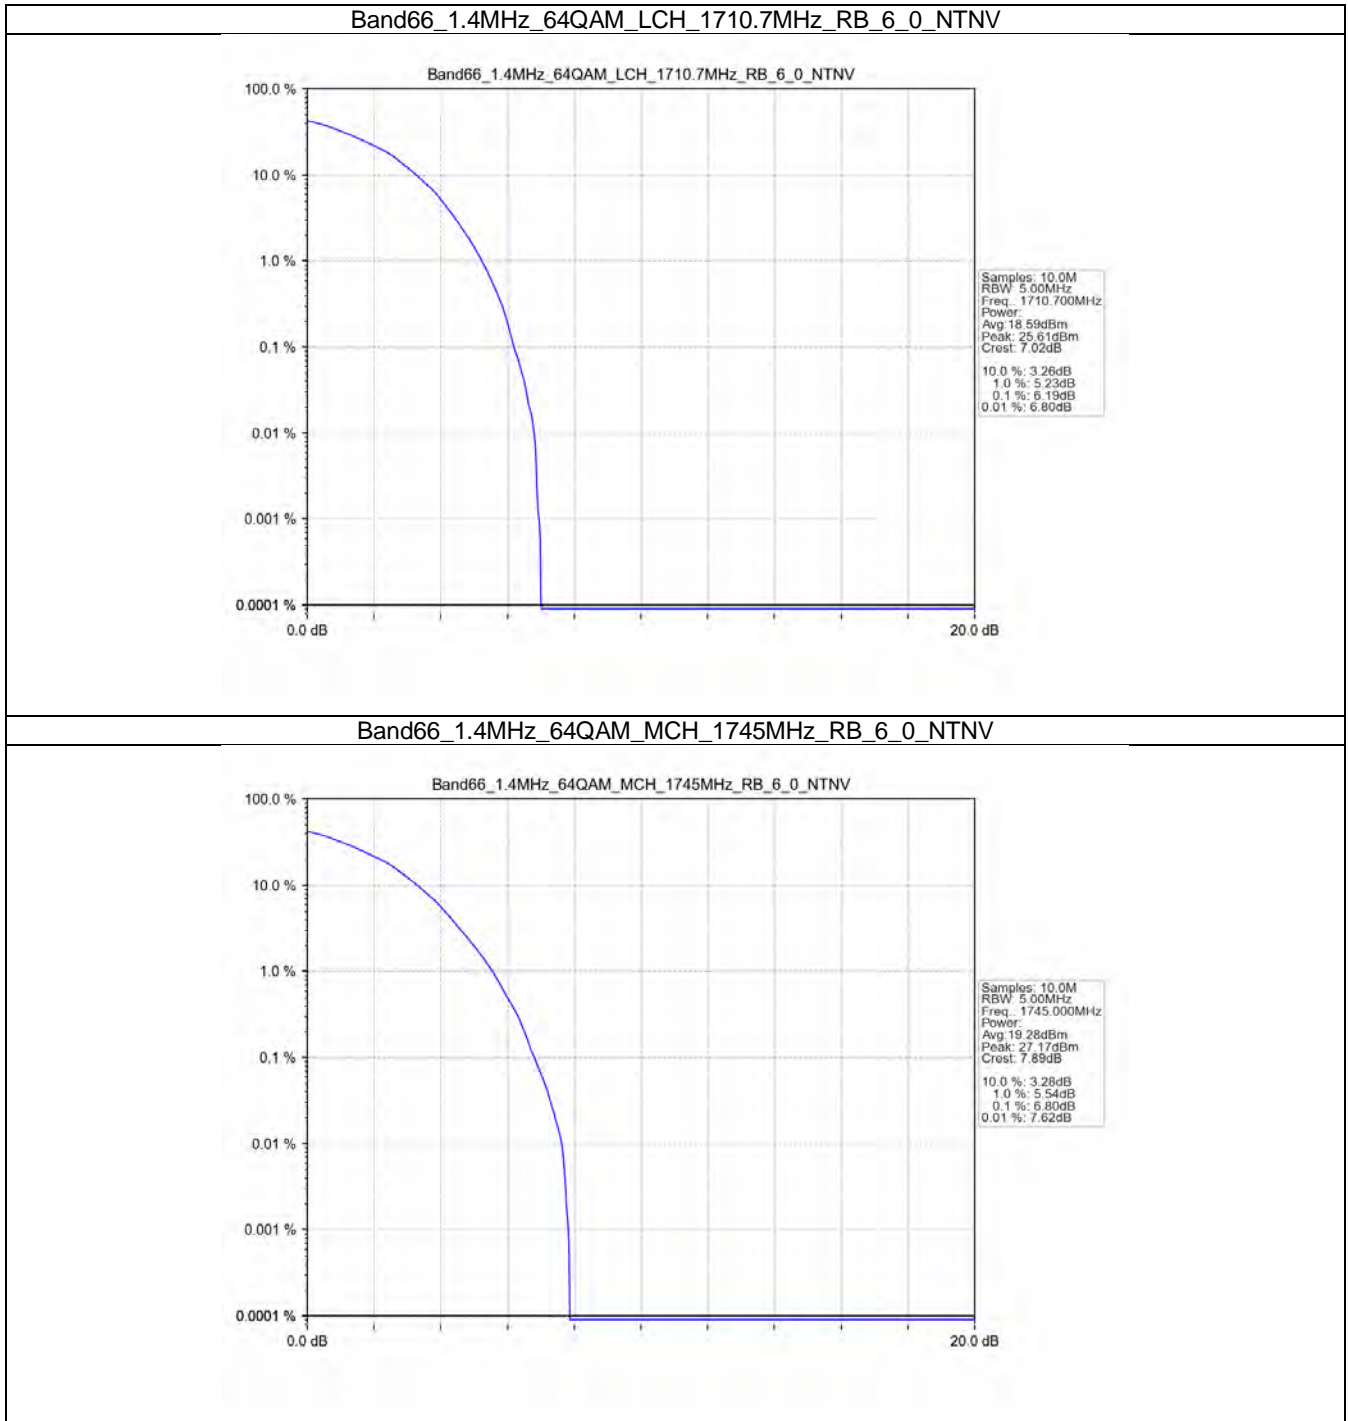 Band66_1.4MHz_64QAM_LCH_1710.7MHz_RB_6_0_NTNV
Band66_1.4MHz_64QAM_LCH_1710.7MHz_RB_6_0_NTNV
100.0 %
10.0 %
1.0 %
0.1 %
0.01 %
0.001 %
0.0001 %
0.0 dB
20.0 dB
Samples: 10.0M
RBW: 5.00MHz
Freq.: 1710.700MHz
Power:
Avg: 18.59dBm
Peak: 25.61dBm
Crest: 7.02dB
10.0 %: 3.26dB
1.0 %: 5.23dB
0.1 %: 6.19dB
0.01 %: 6.80dB
Band66_1.4MHz_64QAM_MCH_1745MHz_RB_6_0_NTNV
Band66_1.4MHz_64QAM_MCH_1745MHz_RB_6_0_NTNV
100.0 %
10.0 %
1.0 %
0.1 %
0.01 %
0.001 %
0.0001 %
0.0 dB
20.0 dB
Samples: 10.0M
RBW: 5.00MHz
Freq.: 1745.000MHz
Power:
Avg: 19.28dBm
Peak: 27.17dBm
Crest: 7.89dB
10.0 %: 3.28dB
1.0 %: 5.54dB
0.1 %: 6.80dB
0.01 %: 7.62dB